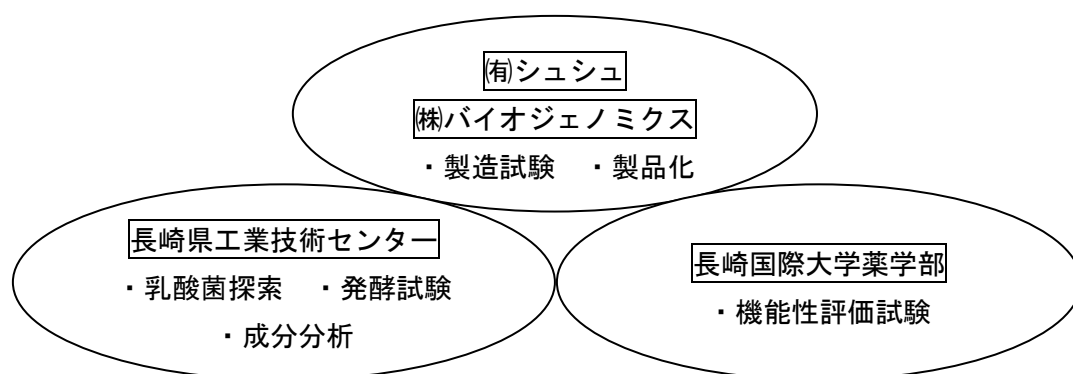 ㈲シュシュ
㈱バイオジェノミクス
・製造試験　・製品化
長崎県工業技術センター
・乳酸菌探索　・発酵試験
・成分分析
長崎国際大学薬学部
・機能性評価試験